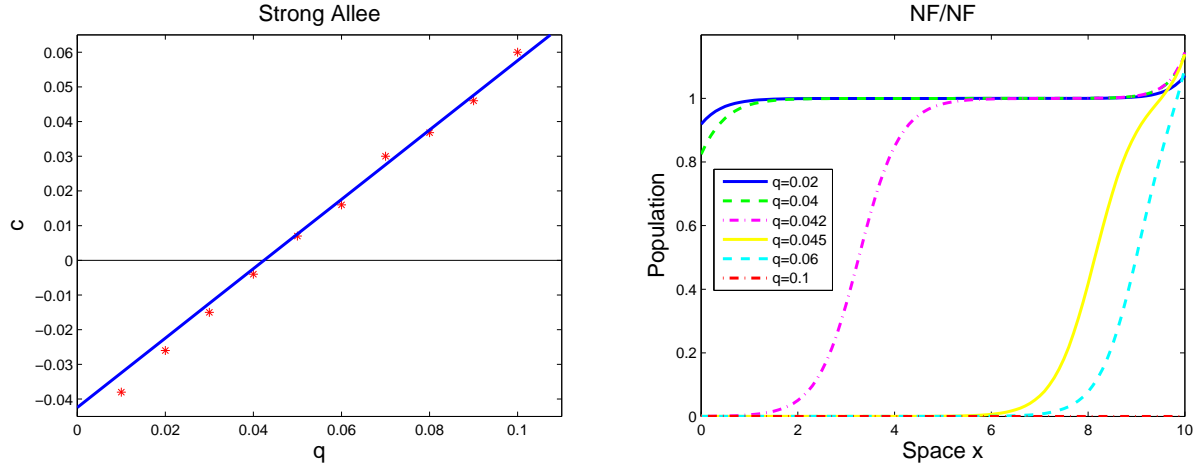 Strong Allee
0.06
0.05
0.04
0.03
0.02
0.01
0
−0.01
−0.02
−0.03
−0.04
c
0
0.02
0.04
0.06
0.08
0.1
q
NF/NF
1
0.8
0.6
0.4
0.2
0
Population
q=0.02
q=0.04
q=0.042
q=0.045
q=0.06
q=0.1
0
2
4
6
8
10
Space x